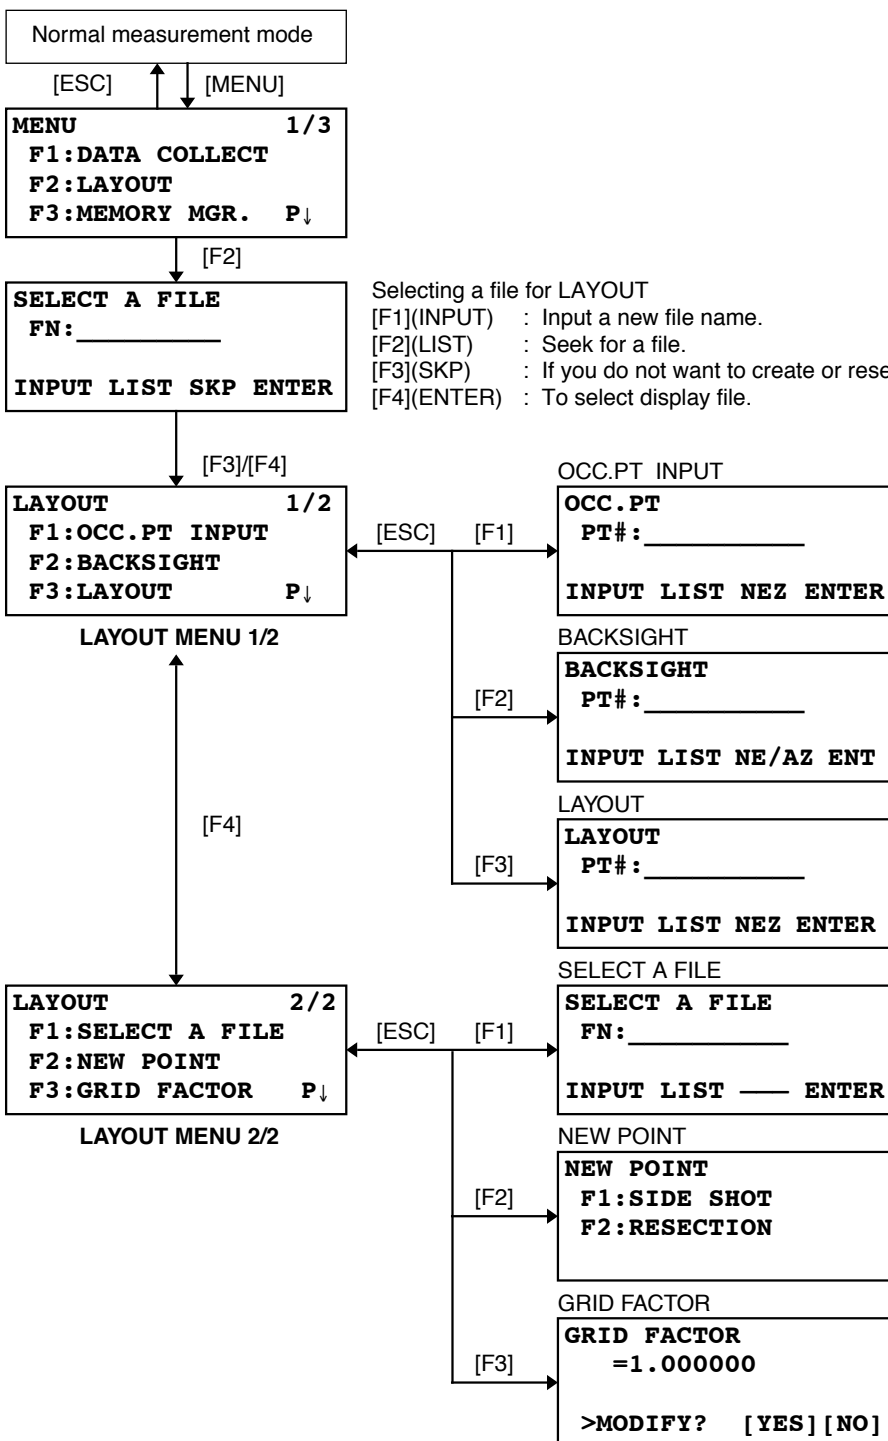 Normal measurement mode
[ESC] [MENU]
MENU 1/3
F1:DATA COLLECT
F2:LAYOUT
F3:MEMORY MGR. P↓
[F2]
SELECT A FILE
FN:__________
INPUT LIST SKP ENTER
Selecting a file for LAYOUT
[F1](INPUT) : Input a new file name.
[F2](LIST) : Seek for a file.
[F3](SKP) : If you do not want to create or
[F4](ENTER) : To select display file.
[F3]/[F4]
LAYOUT 1/2
F1:OCC.PT INPUT
F2:BACKSIGHT
F3:LAYOUT P↓
LAYOUT MENU 1/2
[ESC] [F1]
OCC.PT INPUT
OCC.PT
PT#:__________
INPUT LIST NEZ ENTER
[F2]
BACKSIGHT
BACKSIGHT
PT#:__________
INPUT LIST NE/AZ ENT
[F3]
LAYOUT
LAYOUT
PT#:__________
INPUT LIST NEZ ENTER
[F4]
LAYOUT 2/2
F1:SELECT A FILE
F2:NEW POINT
F3:GRID FACTOR P↓
LAYOUT MENU 2/2
[ESC] [F1]
SELECT A FILE
SELECT A FILE
FN:__________
INPUT LIST ——— ENTER
[F2]
NEW POINT
NEW POINT
F1:SIDE SHOT
F2:RESECTION
[F3]
GRID FACTOR
GRID FACTOR
=1.000000
>MODIFY? [YES][NO]